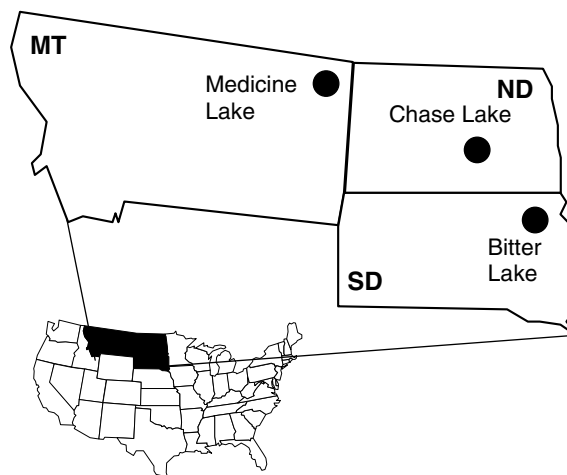 MT
Medicine
Lake
ND
Chase Lake
Bitter
Lake
SD